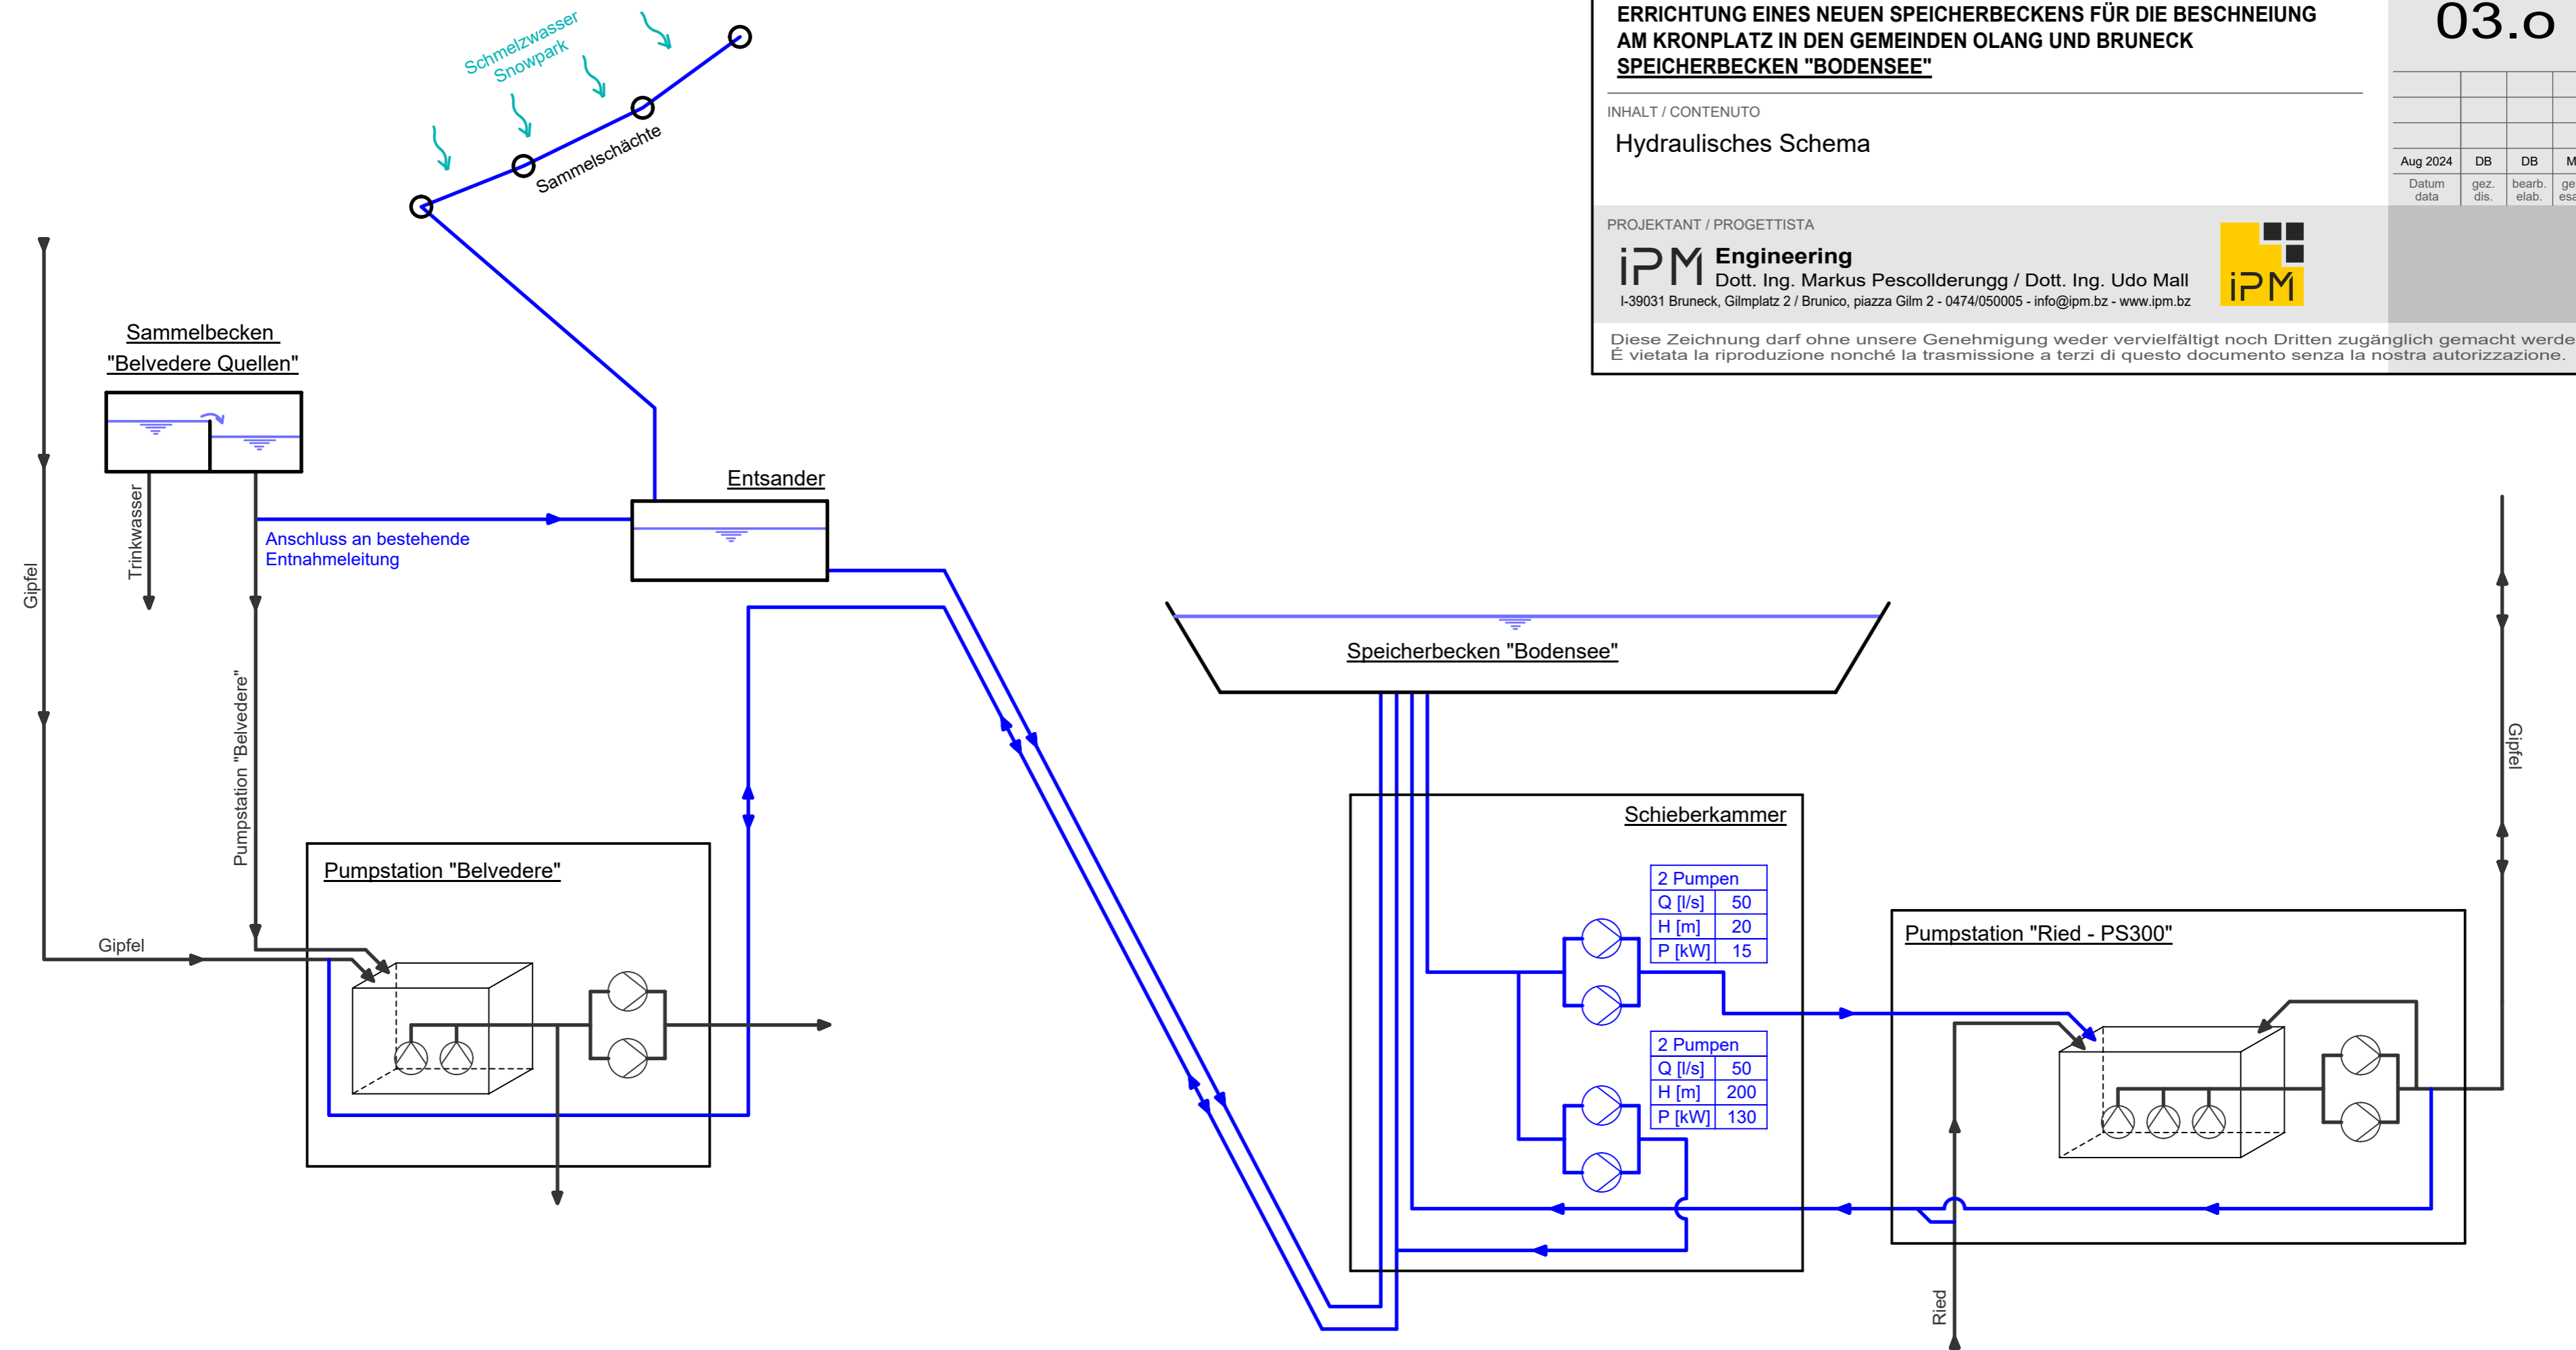 Schmelzwasser
Snowpark
Sammelschächte
ERRICHTUNG EINES NEUEN SPEICHERBECKENS FÜR DIE BESCHNEIUNG
AM KRONPLATZ IN DEN GEMEINDEN OLANG UND BRUNECK
SPEICHERBECKEN "BODENSEE"
03.o
INHALT / CONTENUTO
Hydraulisches Schema
Aug 2024 DB DB
Datum gez. bearb.
data dis. elab.
PROJEKTANT / PROGETTISTA
iPM Engineering
Dott. Ing. Markus Pescollderungg / Dott. Ing. Udo Mall
I-39031 Bruneck, Gilmplatz 2 / Brunico, piazza Gilm 2 - 0474/050005 - info@ipm.bz - www.ipm.bz
iPM
Diese Zeichnung darf ohne unsere Genehmigung weder vervielfältigt noch Dritten zugänglich gemacht werde
É vietata la riproduzione nonché la trasmissione a terzi di questo documento senza la nostra autorizzazione.
Sammelbecken
"Belvedere Quellen"
Trinkwasser
Gipfel
Anschluss an bestehende
Entnahmeleitung
Entsander
Pumpstation "Belvedere"
Speicherbecken "Bodensee"
Gipfel
Schieberkammer
Pumpstation "Belvedere"
Gipfel
2 Pumpen
Q [l/s] 50
H [m] 20
P [kW] 15
2 Pumpen
Q [l/s] 50
H [m] 200
P [kW] 130
Pumpstation "Ried - PS300"
Ried